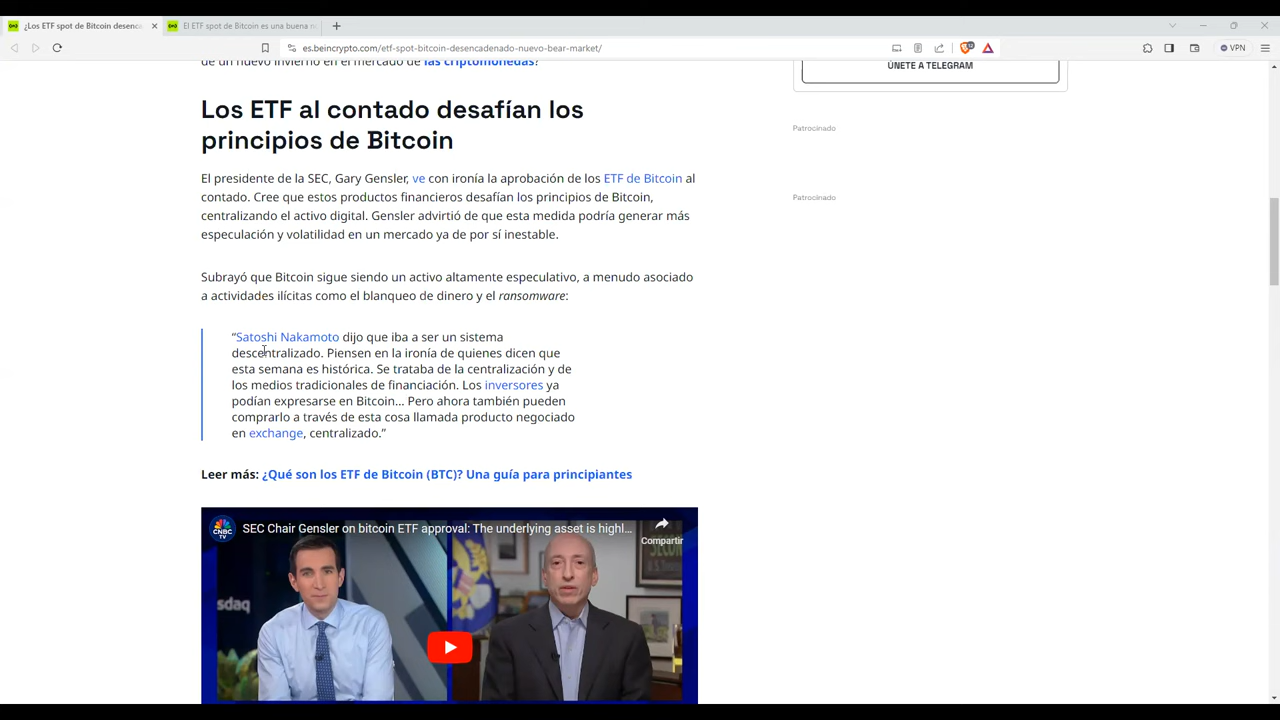 ¿Los ETF spot de Bitcoin desenca
El ETF spot de Bitcoin es una buena n
es.beincrypto.com/etf-spot-bitcoin-desencadenado-nuevo-bear-market/
VPN
de un nuevo invierno en el mercado de las criptomonedas?
ÚNETE A TELEGRAM
Los ETF al contado desafían los
principios de Bitcoin
Patrocinado
El presidente de la SEC, Gary Gensler, ve con ironía la aprobación de los ETF de Bitcoin al
contado. Cree que estos productos financieros desafían los principios de Bitcoin,
Patrocinado
centralizando el activo digital. Gensler advirtió de que esta medida podría generar más
especulación y volatilidad en un mercado ya de por sí inestable.
Subrayó que Bitcoin sigue siendo un activo altamente especulativo, a menudo asociado
a actividades ilícitas como el blanqueo de dinero y el ransomware:
“Satoshi Nakamoto dijo que iba a ser un sistema
descentralizado. Piensen en la ironía de quienes dicen que
esta semana es histórica. Se trataba de la centralización y de
los medios tradicionales de financiación. Los inversores ya
podían expresarse en Bitcoin... Pero ahora también pueden
comprarlo a través de esta cosa llamada producto negociado
en exchange, centralizado.”
Leer más: ¿Qué son los ETF de Bitcoin (BTC)? Una guía para principiantes
CNBC
TV
SEC Chair Gensler on bitcoin ETF approval: The underlying asset is highl...
Compartir
sdaq